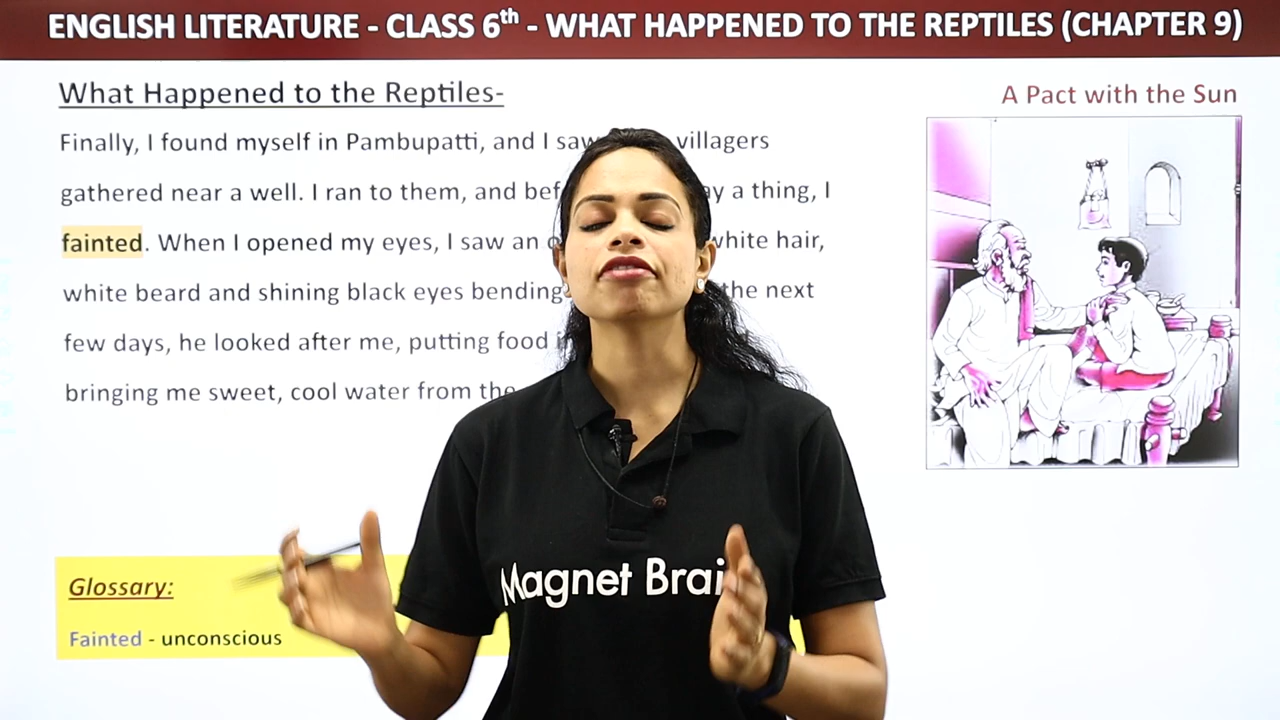 ENGLISH LITERATURE - CLASS 6th - WHAT HAPPENED TO THE REPTILES (CHAPTER 9)
What Happened to the Reptiles-
A Pact with the Sun
Finally, I found myself in Pambupatti, and I saw villagers
gathered near a well. I ran to them, and a thing, I
fainted. When I opened my eyes, I saw an white hair,
white beard and shining black eyes bending the next
few days, he looked after me, putting food
bringing me sweet, cool water from the
Glossary:
Fainted - unconscious
Magnet